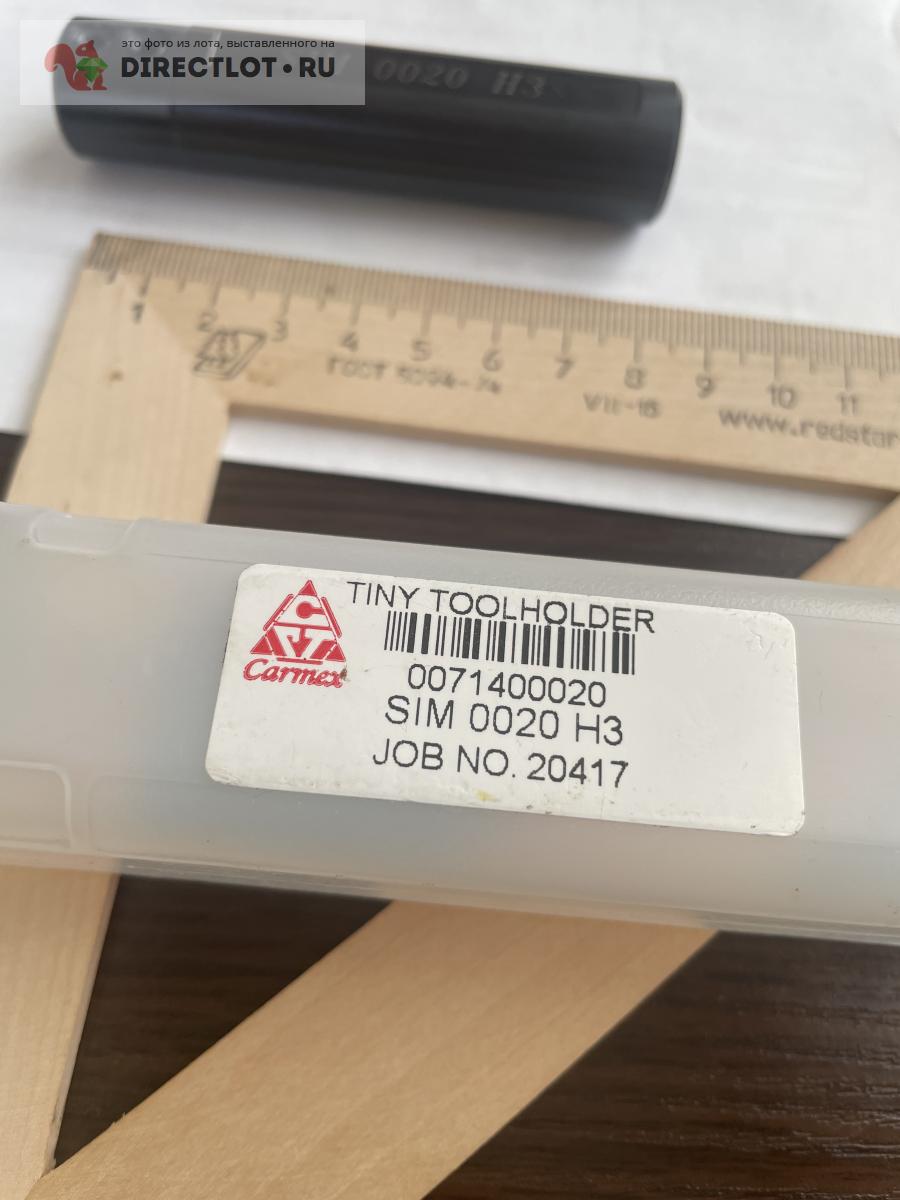 это фото из лота, выставленного на
DIRECTLOT•RU
0020 H3
1 2 3 4 5 6 7 8 9 10 11
ГОСТ 5094-74
VII-16
www.redstar
TINY TOOLHOLDER
0071400020
SIM 0020 H3
JOB NO. 20417
CJT
Carmex